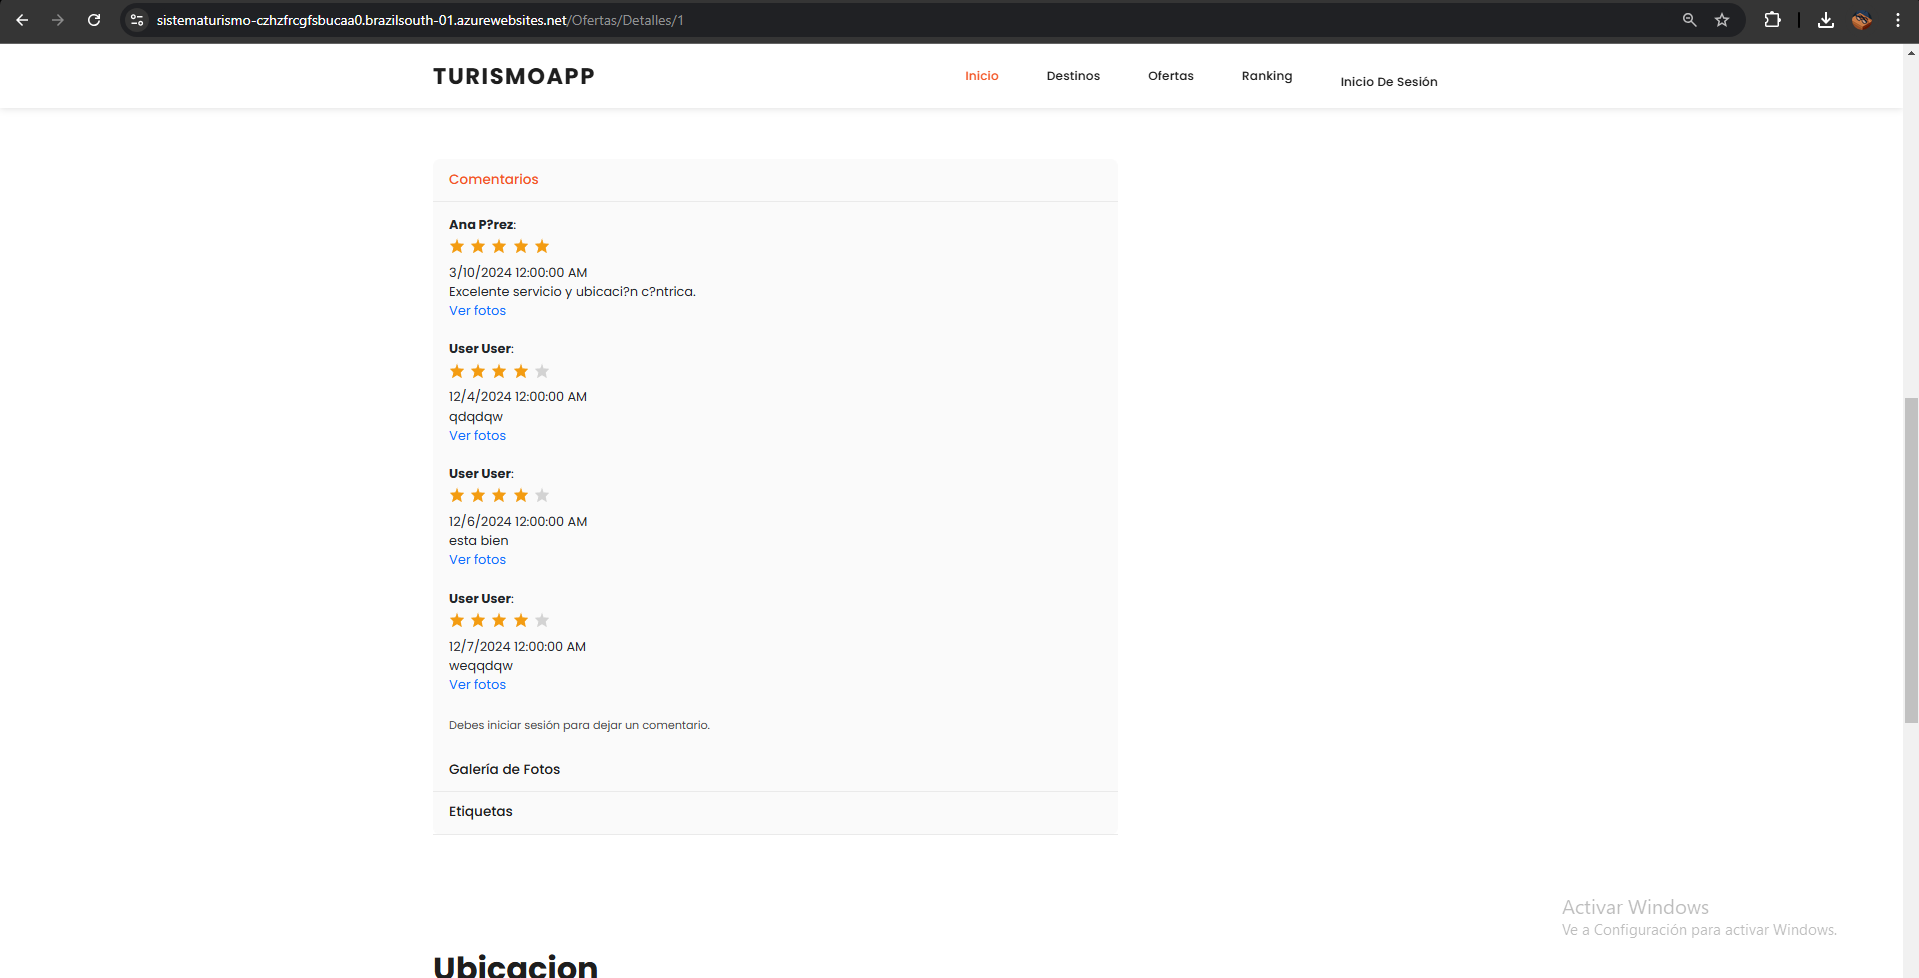 sistematurismo-czhzfrcgfsbucaa0.brazilsouth-01.azurewebsites.net/Ofertas/Detalles/1
TURISMOAPP
Inicio
Destinos
Ofertas
Ranking
Inicio De Sesión
Comentarios
Ana P?rez:
3/10/2024 12:00:00 AM
Excelente servicio y ubicaci?n c?ntrica.
Ver fotos
User User:
12/4/2024 12:00:00 AM
qdqdqw
Ver fotos
User User:
12/6/2024 12:00:00 AM
esta bien
Ver fotos
User User:
12/7/2024 12:00:00 AM
weqqdqw
Ver fotos
Debes iniciar sesión para dejar un comentario.
Galería de Fotos
Etiquetas
Activar Windows
Ve a Configuración para activar Windows.
Ubicacion